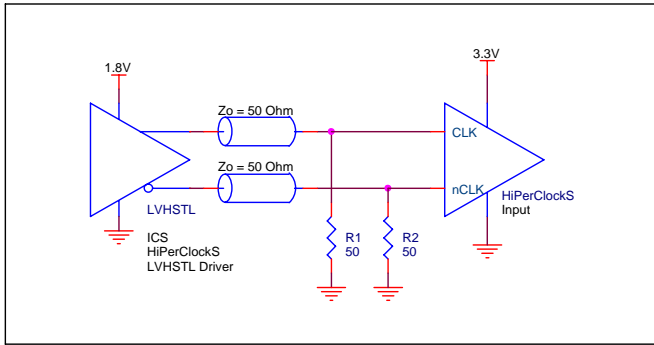 1.8V
3.3V
Zo = 50 Ohm
CLK
Zo = 50 Ohm
nCLK
LVHSTL
HiPerClockS
Input
ICS
HiPerClockS
LVHSTL Driver
R1
50
R2
50